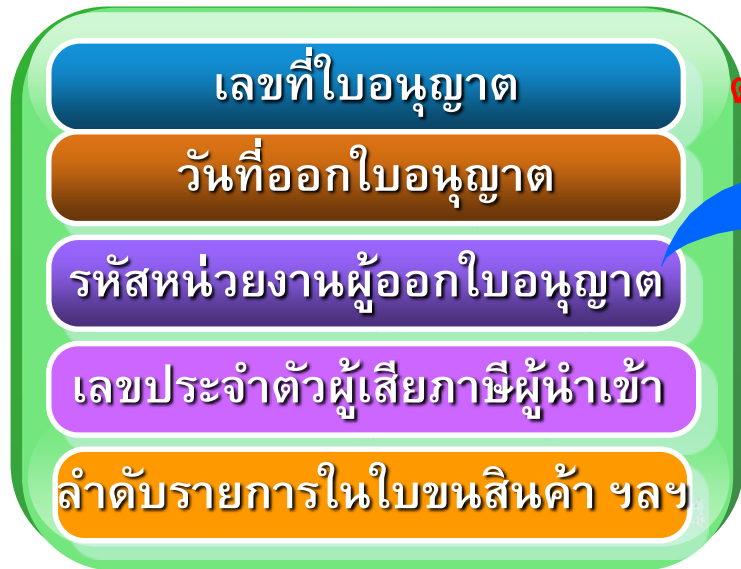 เลขที่ใบอนุญาต
วันที่ออกใบอนุญาต
รหัสหน่วยงานผู้ออกใบอนุญาต
เลขประจำตัวผู้เสียภาษีผู้นำเข้า
ลำดับรายการในใบขนสินค้า ฯลฯ